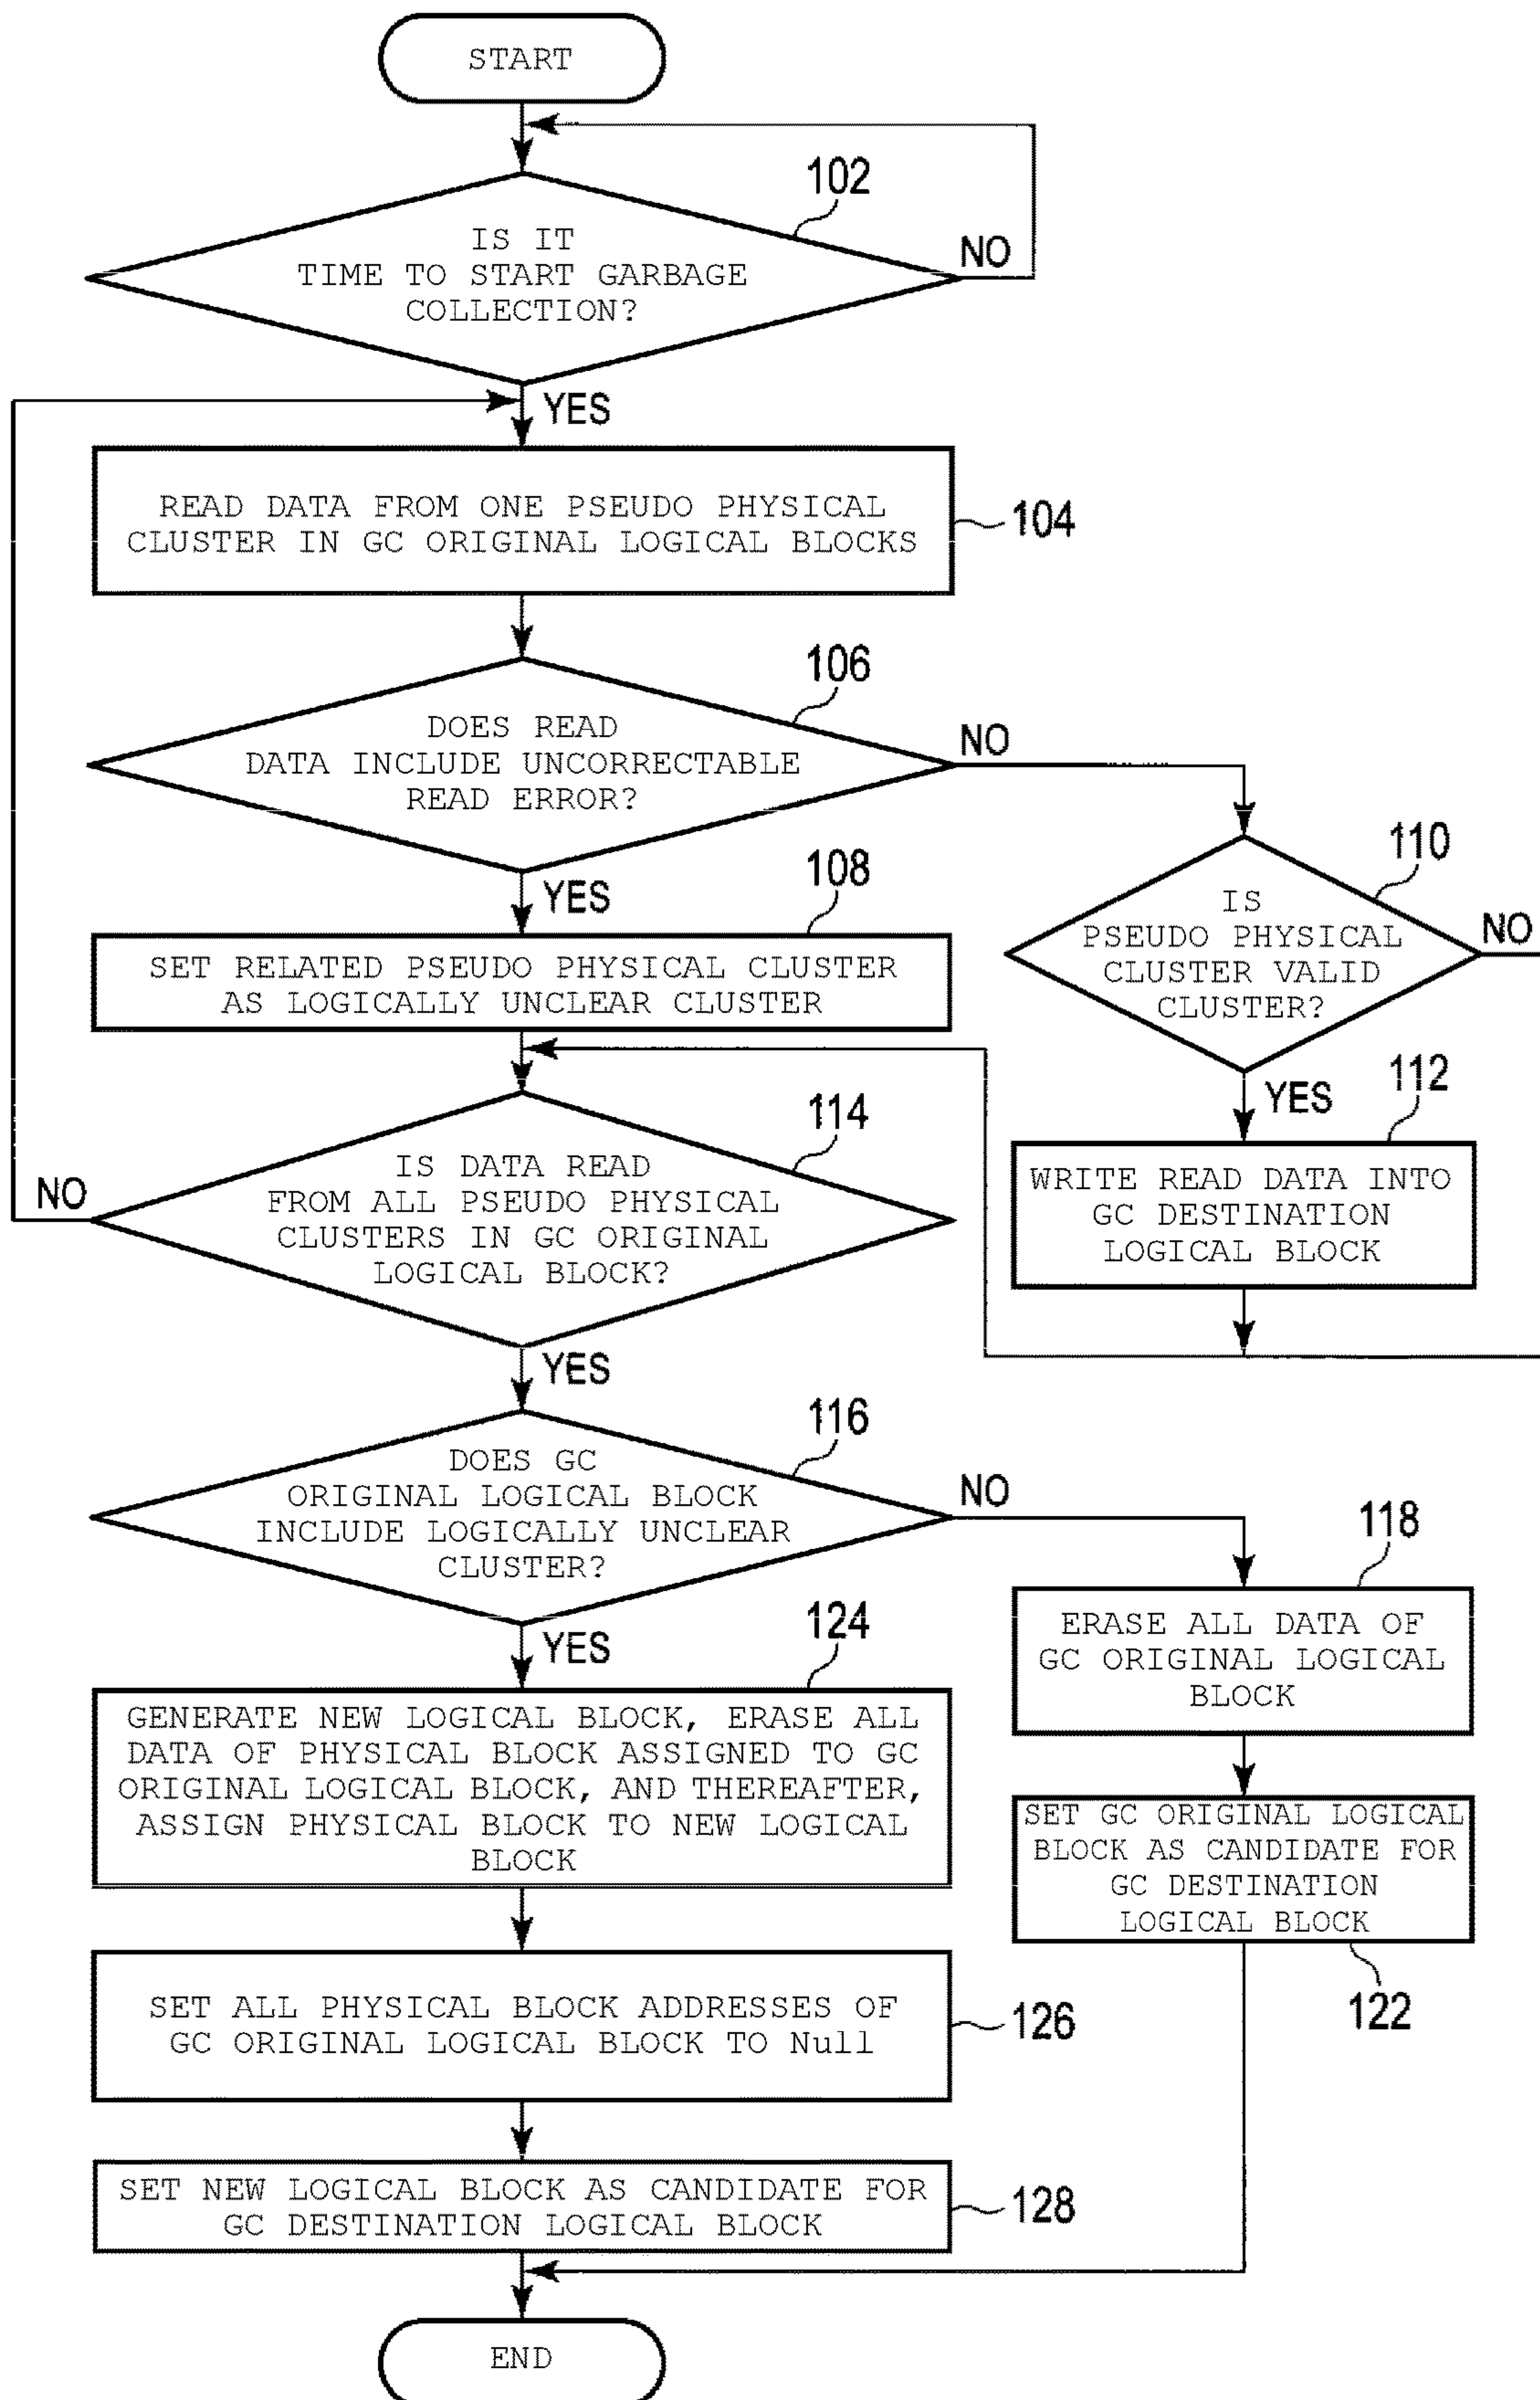 START
102
IS IT
TIME TO START GARBAGE
COLLECTION?
NO
YES
READ DATA FROM ONE PSEUDO PHYSICAL
CLUSTER IN GC ORIGINAL LOGICAL BLOCKS
104
106
DOES READ
DATA INCLUDE UNCORRECTABLE
READ ERROR?
NO
YES
108
SET RELATED PSEUDO PHYSICAL CLUSTER
AS LOGICALLY UNCLEAR CLUSTER
110
IS
PSEUDO PHYSICAL
CLUSTER VALID
CLUSTER?
NO
YES
112
WRITE READ DATA INTO
GC DESTINATION
LOGICAL BLOCK
114
IS DATA READ
FROM ALL PSEUDO PHYSICAL
CLUSTERS IN GC ORIGINAL
LOGICAL BLOCK?
NO
YES
116
DOES GC
ORIGINAL LOGICAL BLOCK
INCLUDE LOGICALLY UNCLEAR
CLUSTER?
NO
YES
118
ERASE ALL DATA OF
GC ORIGINAL LOGICAL
BLOCK
SET GC ORIGINAL LOGICAL
BLOCK AS CANDIDATE FOR
GC DESTINATION
LOGICAL BLOCK
122
124
GENERATE NEW LOGICAL BLOCK, ERASE ALL
DATA OF PHYSICAL BLOCK ASSIGNED TO GC
ORIGINAL LOGICAL BLOCK, AND THEREAFTER,
ASSIGN PHYSICAL BLOCK TO NEW LOGICAL
BLOCK
SET ALL PHYSICAL BLOCK ADDRESSES OF
GC ORIGINAL LOGICAL BLOCK TO Null
126
SET NEW LOGICAL BLOCK AS CANDIDATE FOR
GC DESTINATION LOGICAL BLOCK
128
END